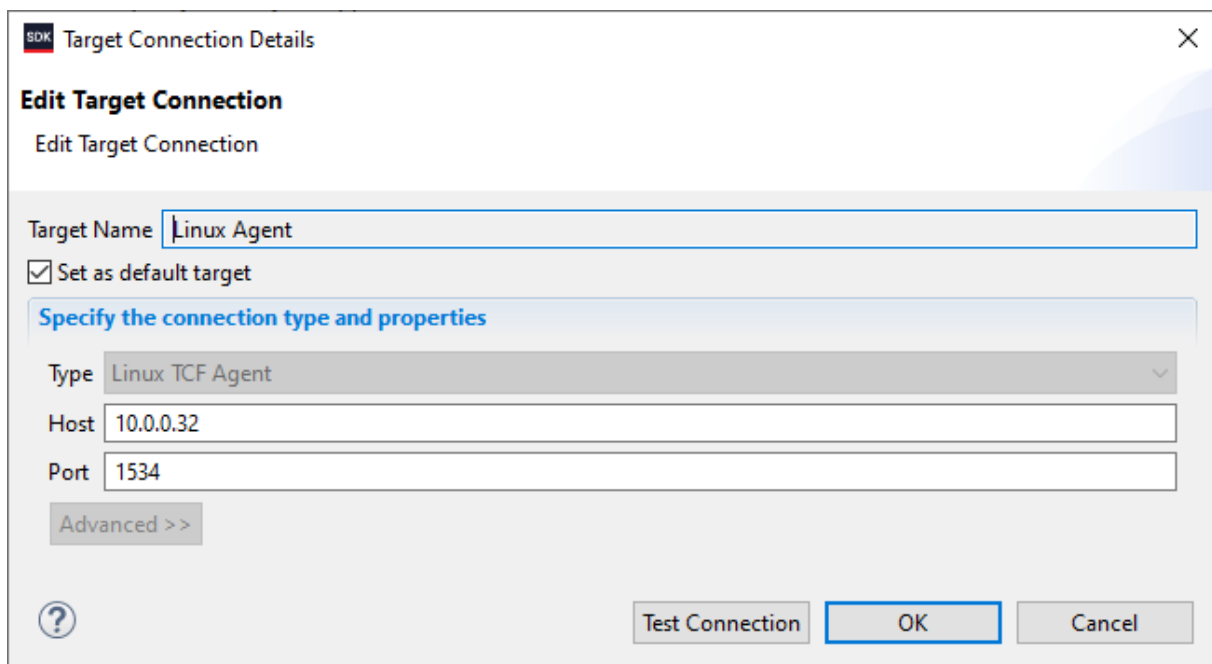 SDK Target Connection Details
Edit Target Connection
Edit Target Connection
Target Name Linux Agent
Set as default target
Specify the connection type and properties
Type Linux TCF Agent
Host 10.0.0.32
Port 1534
Advanced >>
? Test Connection OK Cancel